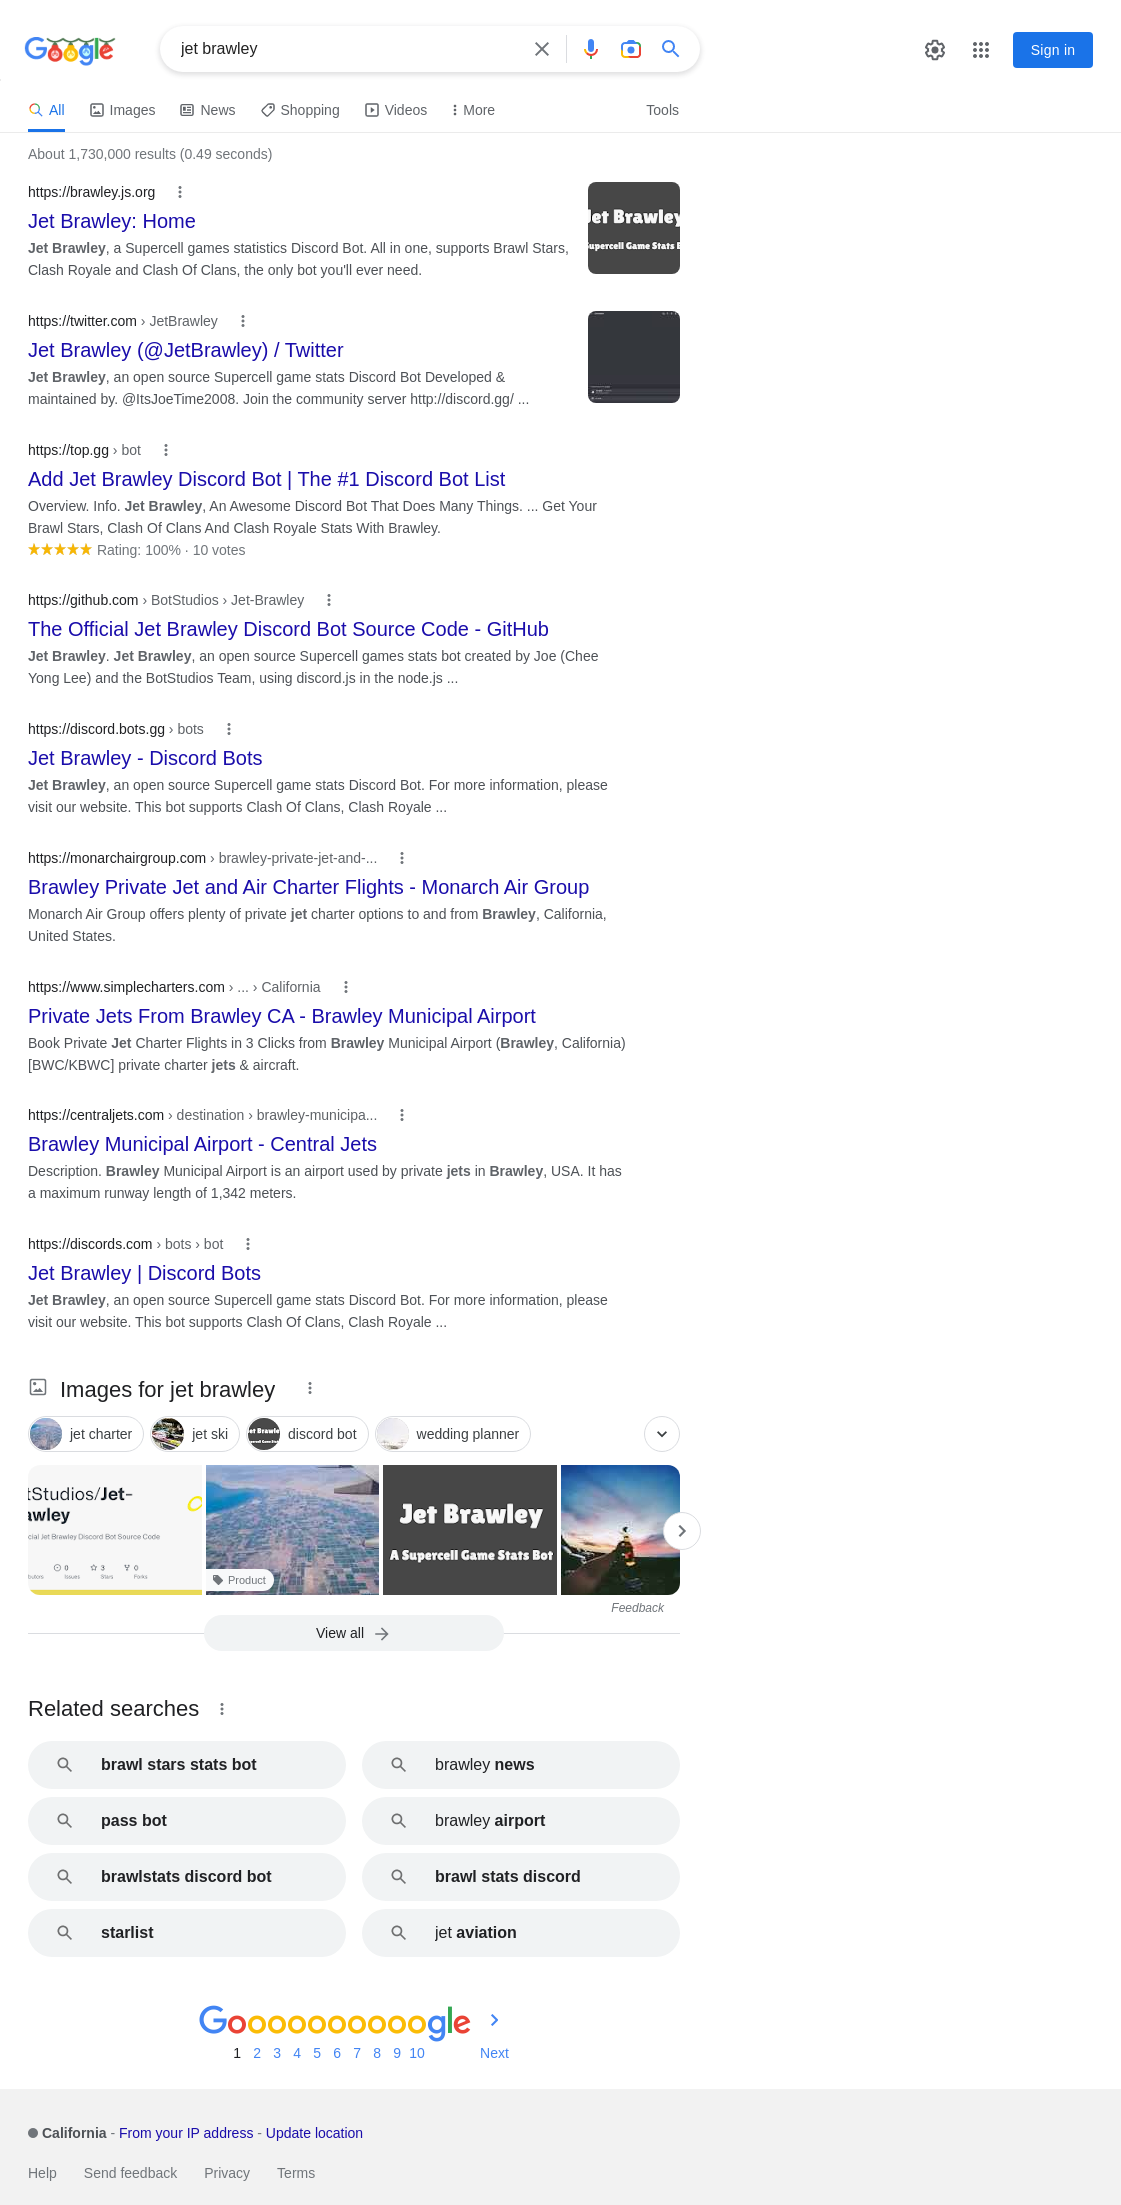 Google
jet brawley
Sign in
All
Images
News
Shopping
Videos
More
Tools
About 1,730,000 results (0.49 seconds)
https://brawley.js.org
Jet Brawley: Home
Jet Brawley, a Supercell games statistics Discord Bot. All in one, supports Brawl Stars,
Clash Royale and Clash Of Clans, the only bot you'll ever need.
Jet Brawley
Supercell Game Stats B
https://twitter.com › JetBrawley
Jet Brawley (@JetBrawley) / Twitter
Jet Brawley, an open source Supercell game stats Discord Bot Developed &
maintained by. @ItsJoeTime2008. Join the community server http://discord.gg/ ...
https://top.gg › bot
Add Jet Brawley Discord Bot | The #1 Discord Bot List
Overview. Info. Jet Brawley, An Awesome Discord Bot That Does Many Things. ... Get Your
Brawl Stars, Clash Of Clans And Clash Royale Stats With Brawley.
Rating: 100% · 10 votes
https://github.com › BotStudios › Jet-Brawley
The Official Jet Brawley Discord Bot Source Code - GitHub
Jet Brawley. Jet Brawley, an open source Supercell games stats bot created by Joe (Chee
Yong Lee) and the BotStudios Team, using discord.js in the node.js ...
https://discord.bots.gg › bots
Jet Brawley - Discord Bots
Jet Brawley, an open source Supercell game stats Discord Bot. For more information, please
visit our website. This bot supports Clash Of Clans, Clash Royale ...
https://monarchairgroup.com › brawley-private-jet-and-...
Brawley Private Jet and Air Charter Flights - Monarch Air Group
Monarch Air Group offers plenty of private jet charter options to and from Brawley, California,
United States.
https://www.simplecharters.com › ... › California
Private Jets From Brawley CA - Brawley Municipal Airport
Book Private Jet Charter Flights in 3 Clicks from Brawley Municipal Airport (Brawley, California)
[BWC/KBWC] private charter jets & aircraft.
https://centraljets.com › destination › brawley-municipa...
Brawley Municipal Airport - Central Jets
Description. Brawley Municipal Airport is an airport used by private jets in Brawley, USA. It has
a maximum runway length of 1,342 meters.
https://discords.com › bots › bot
Jet Brawley | Discord Bots
Jet Brawley, an open source Supercell game stats Discord Bot. For more information, please
visit our website. This bot supports Clash Of Clans, Clash Royale ...
Images for jet brawley
jet charter
jet ski
discord bot
wedding planner
tStudios/Jet-
awley
cial Jet Brawley Discord Bot Source Code
0 3 0
butors Issues Stars Forks
Product
Jet Brawley
A Supercell Game Stats Bot
Feedback
View all
Related searches
brawl stars stats bot
brawley news
pass bot
brawley airport
brawlstats discord bot
brawl stats discord
starlist
jet aviation
Goooooooooogle
1 2 3 4 5 6 7 8 9 10 Next
California - From your IP address - Update location
Help Send feedback Privacy Terms